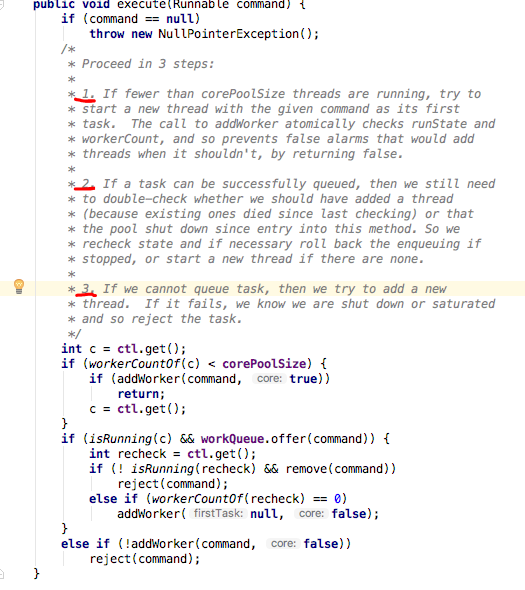 public void execute(Runnable command) {
if (command == null)
throw new NullPointerException();
/*
* Proceed in 3 steps:
*
* 1. If fewer than corePoolSize threads are running, try to
* start a new thread with the given command as its first
* task.  The call to addWorker atomically checks runState and
* workerCount, and so prevents false alarms that would add
* threads when it shouldn't, by returning false.
*
* 2. If a task can be successfully queued, then we still need
* to double-check whether we should have added a thread
* (because existing ones died since last checking) or that
* the pool shut down since entry into this method. So we
* recheck state and if necessary roll back the enqueuing if
* stopped, or start a new thread if there are none.
*
* 3. If we cannot queue task, then we try to add a new
* thread.  If it fails, we know we are shut down or saturated
* and so reject the task.
*/
int c = ctl.get();
if (workerCountOf(c) < corePoolSize) {
if (addWorker(command, core: true))
return;
c = ctl.get();
}
if (isRunning(c) && workQueue.offer(command)) {
int recheck = ctl.get();
if (! isRunning(recheck) && remove(command))
reject(command);
else if (workerCountOf(recheck) == 0)
addWorker( firstTask: null, core: false);
}
else if (!addWorker(command, core: false))
reject(command);
}